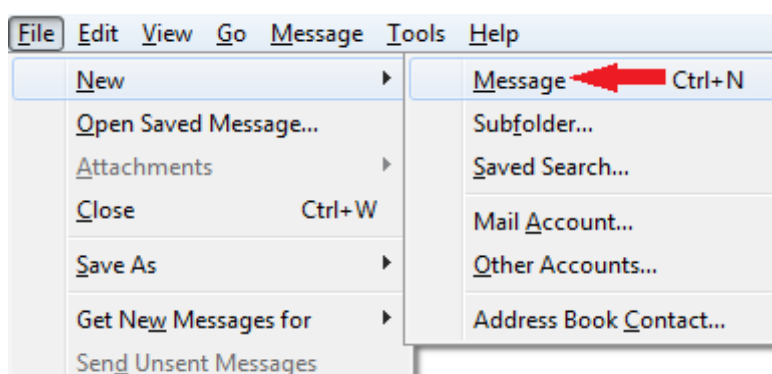 File Edit View Go Message Tools Help
New
Open Saved Message...
Attachments
Close Ctrl+W
Save As
Get New Messages for
Send Unsent Messages
Message Ctrl+N
Subfolder...
Saved Search...
Mail Account...
Other Accounts...
Address Book Contact...